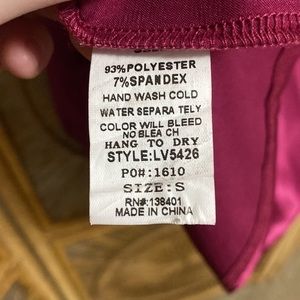 93% POLYESTER
7% SPANDEX
HAND WASH COLD
WATER SEPARA TELY
COLOR WILL BLEED
NO BLEA CH
HANG TO DRY
STYLE:LV5426
PO#:1610
SIZE:S
RN#:138401
MADE IN CHINA